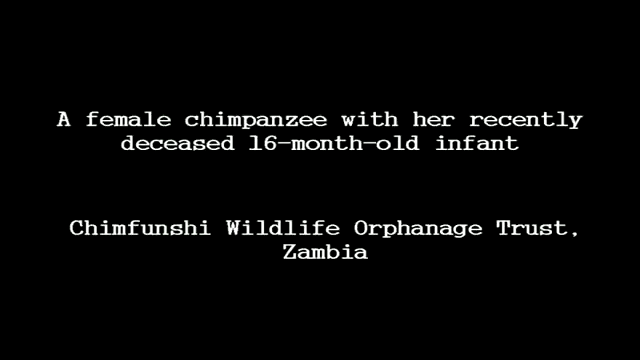 A female chimpanzee with her recently
deceased 16-month-old infant
Chimfunshi Wildlife Orphanage Trust,
Zambia